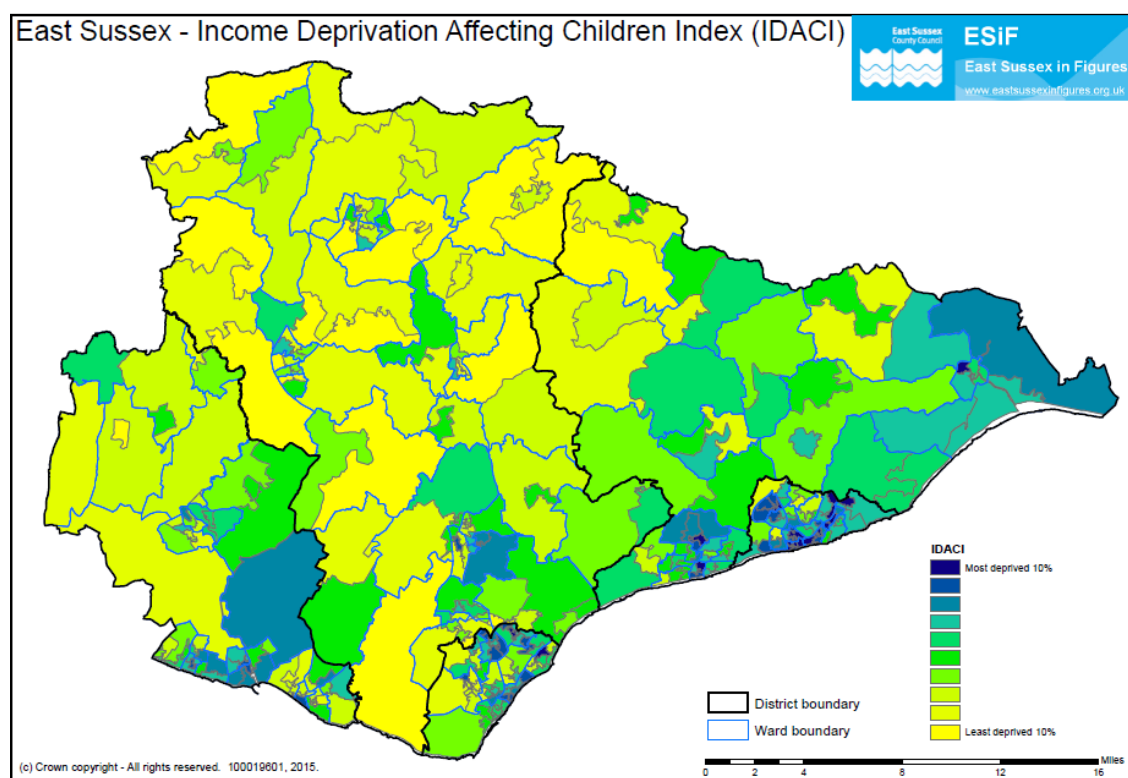 East Sussex - Income Deprivation Affecting Children Index (IDACI)
East Sussex
County Council
ESiF
East Sussex in Figures
www.eastsussexinfigures.org.uk
IDACI
Most deprived 10%
Least deprived 10%
District boundary
Ward boundary
Miles
0 2 4 8 12 16
(c) Crown copyright - All rights reserved. 100019601, 2015.